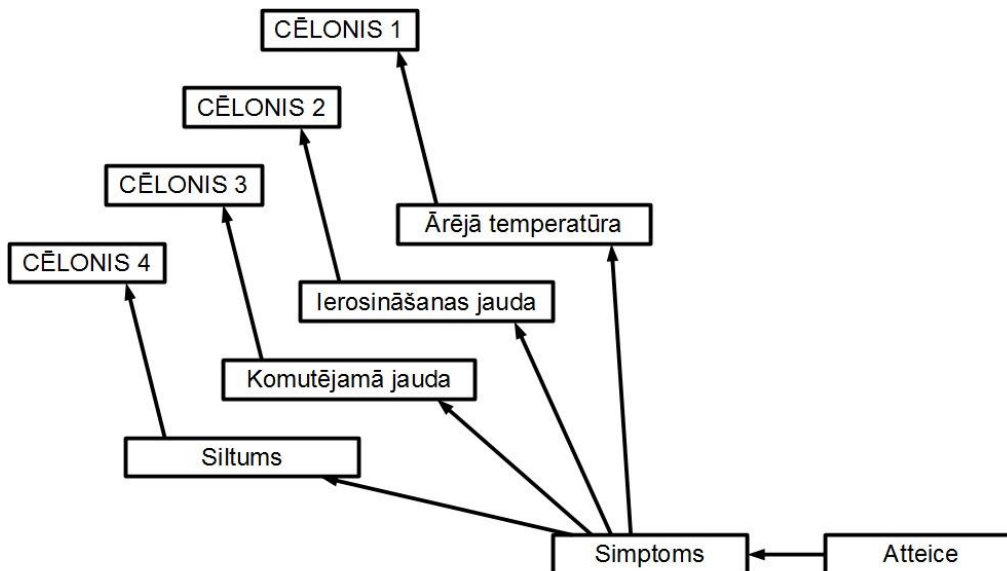 CĒLONIS 1
CĒLONIS 2
CĒLONIS 3
Ārējā temperatūra
CĒLONIS 4
Ierosināšanas jauda
Komutējamā jauda
Siltums
Simptoms
Atteice